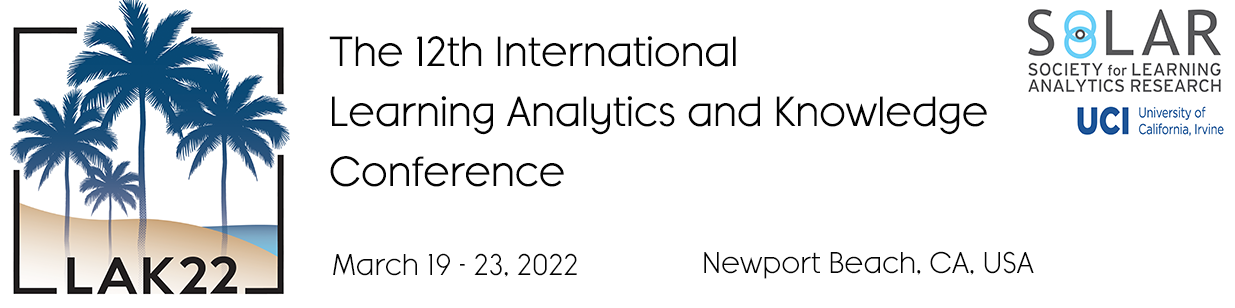 LAK22
The 12th International
Learning Analytics and Knowledge
Conference
March 19 - 23, 2022
Newport Beach, CA, USA
SOLAR
SOCIETY for LEARNING
ANALYTICS RESEARCH
UCI University of
California, Irvine